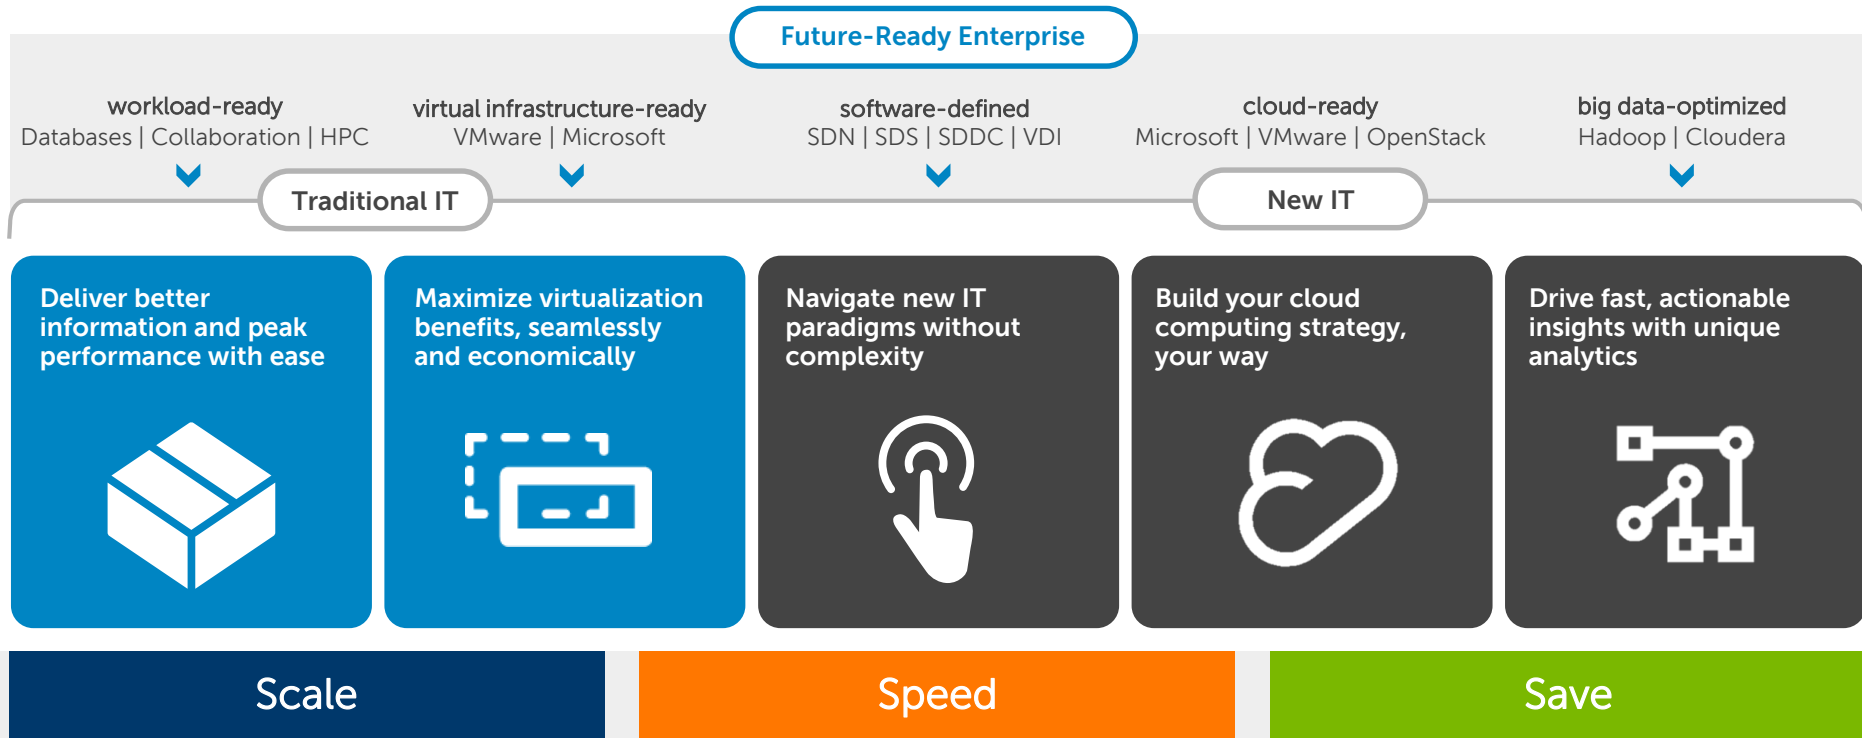 Future-Ready Enterprise
workload-ready
Databases | Collaboration | HPC
virtual infrastructure-ready
VMware | Microsoft
software-defined
SDN | SDS | SDDC | VDI
cloud-ready
Microsoft | VMware | OpenStack
big data-optimized
Hadoop | Cloudera
Traditional IT
New IT
Deliver better
information and peak
performance with ease
Maximize virtualization
benefits, seamlessly
and economically
Navigate new IT
paradigms without
complexity
Build your cloud
computing strategy,
your way
Drive fast, actionable
insights with unique
analytics
Scale
Speed
Save